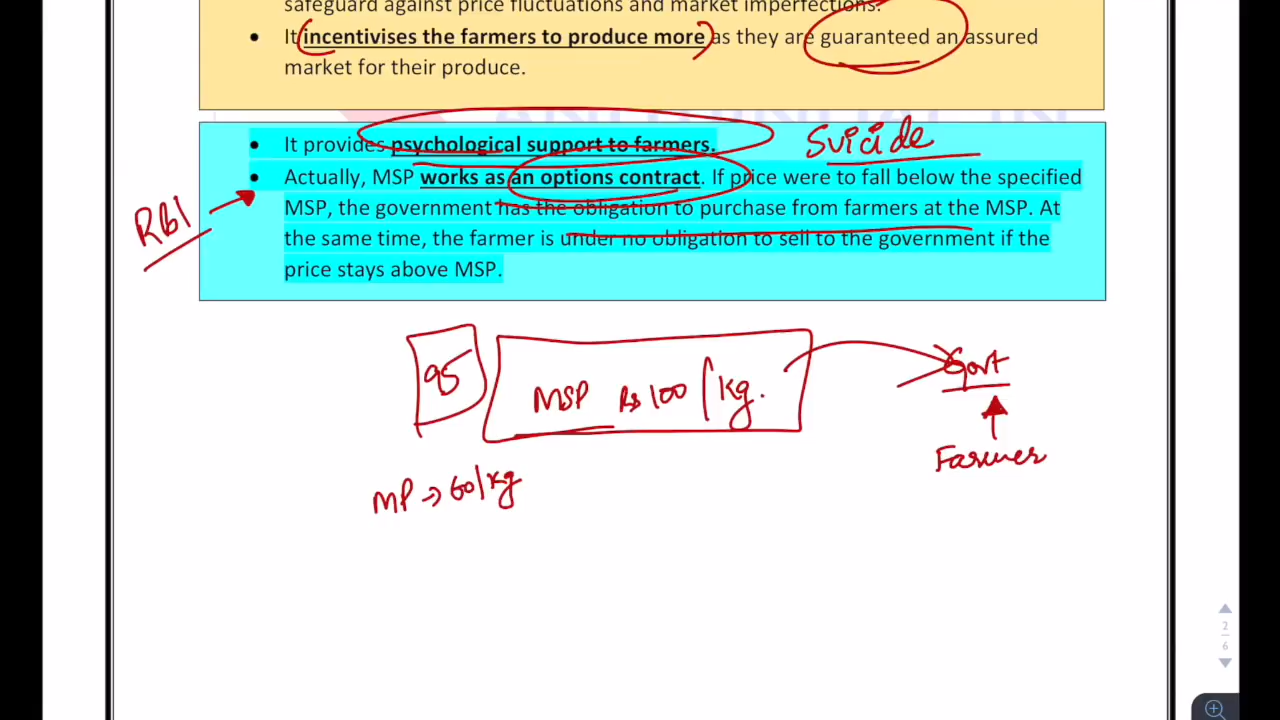 safeguard against price fluctuations and market imperfections.
• It incentivises the farmers to produce more as they are guaranteed an assured
market for their produce.
• It provides psychological support to farmers.
Suicide
• Actually, MSP works as an options contract. If price were to fall below the specified
MSP, the government has the obligation to purchase from farmers at the MSP. At
the same time, the farmer is under no obligation to sell to the government if the
price stays above MSP.
RBI
95
MSP Rs 100/kg.
Govt
Farmer
MP → 60/kg
2
6